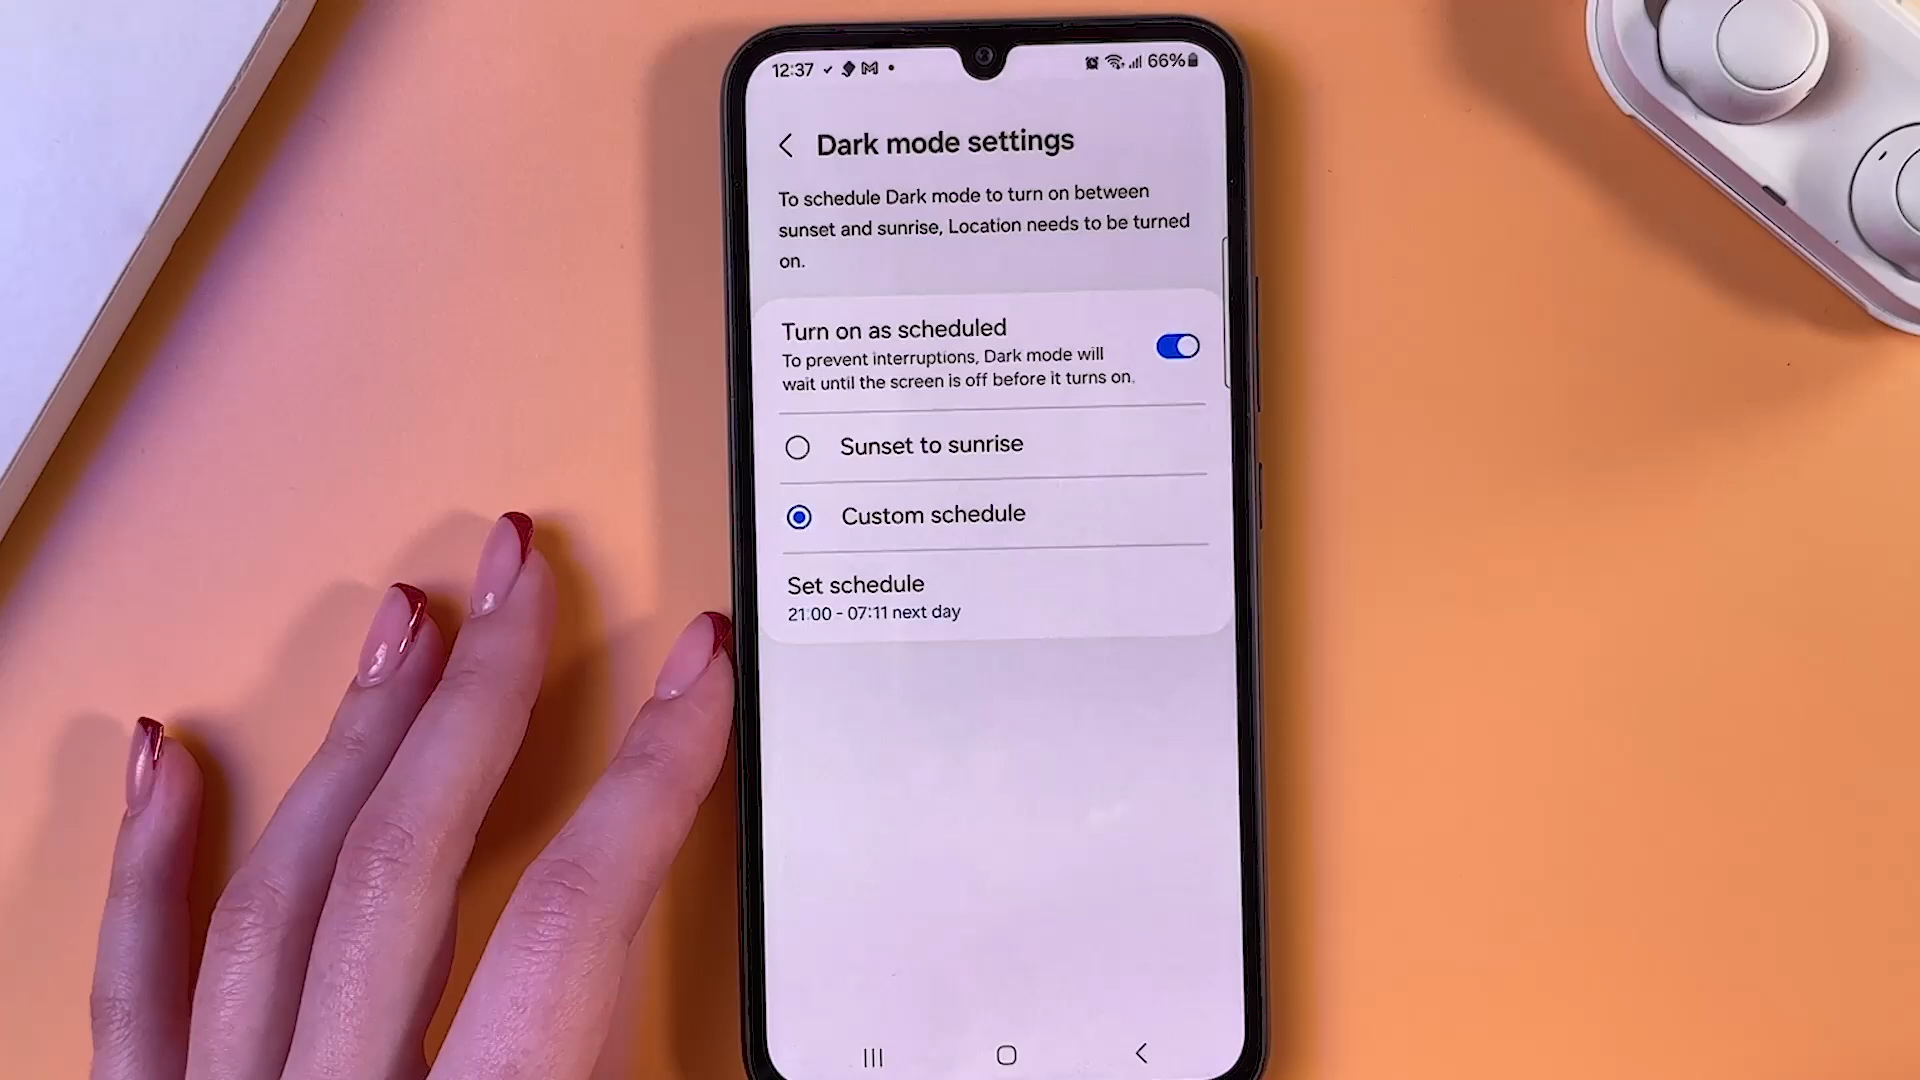 12:37
66%
Dark mode settings
To schedule Dark mode to turn on between
sunset and sunrise, Location needs to be turned
on.
Turn on as scheduled
To prevent interruptions, Dark mode will
wait until the screen is off before it turns on.
Sunset to sunrise
Custom schedule
Set schedule
21:00 - 07:11 next day